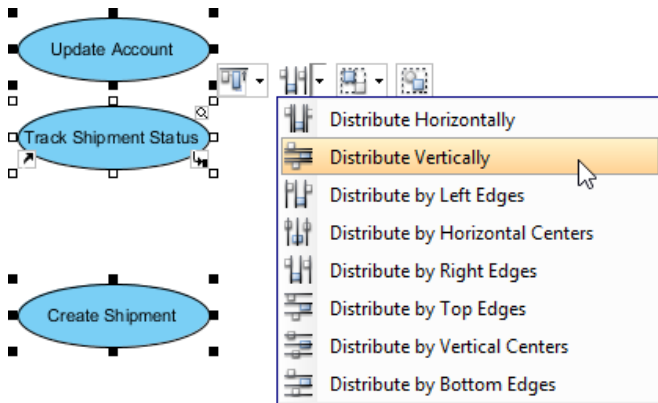 Update Account
Track Shipment Status
Create Shipment
Distribute Horizontally
Distribute Vertically
Distribute by Left Edges
Distribute by Horizontal Centers
Distribute by Right Edges
Distribute by Top Edges
Distribute by Vertical Centers
Distribute by Bottom Edges